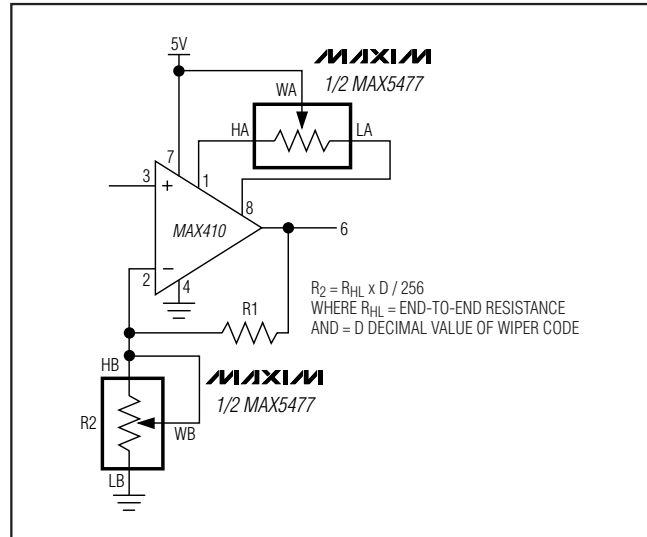 5V
MAXIM
1/2 MAX5477
WA
HA
LA
7
1
3
+
8
MAX410
6
2
−
4
R1
R2 = RHL x D / 256
WHERE RHL = END-TO-END RESISTANCE
AND = D DECIMAL VALUE OF WIPER CODE
HB
MAXIM
1/2 MAX5477
R2
WB
LB